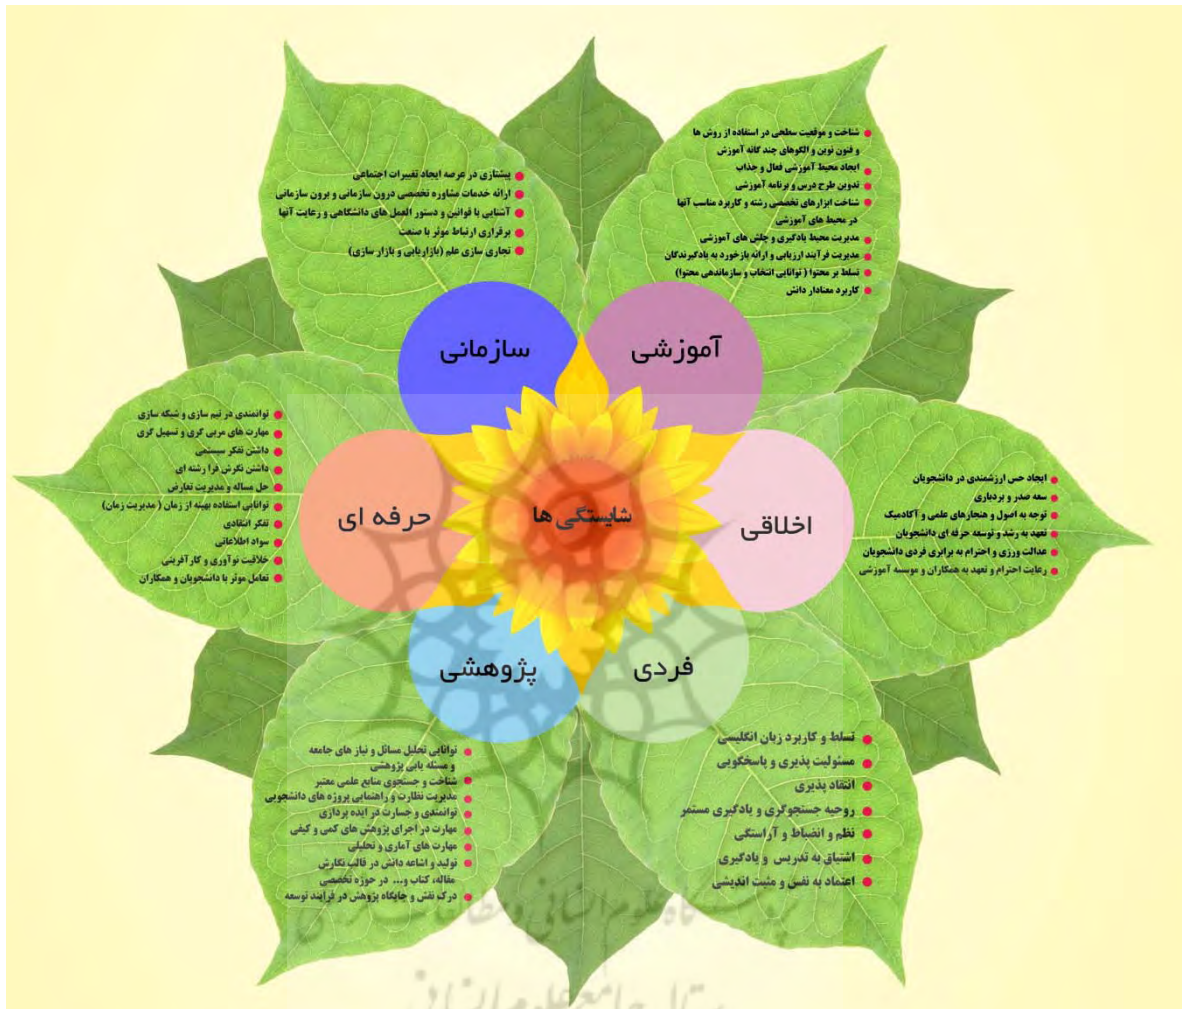 شناخت و موقعیت سطحی در استفاده از روش ها
و فنون نوین و الگوهای چند گانه آموزش
ایجاد محیط آموزشی فعال و جذاب
تدوین طرح درس و برنامه آموزشی
شناخت ابزارهای تخصصی رشته و کاربرد مناسب آنها
در محیط های آموزشی
مدیریت محیط یادگیری و چلش های آموزشی
مدیریت فرآیند ارزیابی و ارائه بازخورد به یادگیرندگان
تسلط بر محتوا ( توانایی انتخاب و سازماندهی محتوا)
کاربرد معنادار دانش
پیشتازی در عرصه ایجاد تغییرات اجتماعی
ارائه خدمات مشاوره تخصصی درون سازمانی و برون سازمانی
آشنایی با قوانین و دستور العمل های دانشگاهی و رعایت آنها
برقراری ارتباط موثر با صنعت
تجاری سازی علم (بازاریابی و بازار سازی)
آموزشی
سازمانی
ایجاد حس ارزشمندی در دانشجویان
سعه صدر و بردباری
توجه به اصول و هنجارهای علمی و آکادمیک
تعهد به رشد و توسعه حرفه ای دانشجویان
عدالت ورزی و احترام به برابری فردی دانشجویان
رعایت احترام و تعهد به همکاران و موسسه آموزشی
اخلاقی
شایستگی ها
حرفه ای
توانمندی در تیم سازی و شبکه سازی
مهارت های مربی گری و تسهیل گری
داشتن تفکر سیستمی
داشتن نگرش فرا رشته ای
حل مساله و مدیریت تعارض
توانایی استفاده بهینه از زمان ( مدیریت زمان)
تفکر انتقادی
سواد اطلاعاتی
خلاقیت نوآوری و کارآفرینی
تعامل موثر با دانشجویان و همکاران
فردی
پژوهشی
تسلط و کاربرد زبان انگلیسی
مسئولیت پذیری و پاسخگویی
انتقاد پذیری
روحیه جستجوگری و یادگیری مستمر
نظم و انضباط و آراستگی
اشتیاق به تدریس و یادگیری
اعتماد به نفس و مثبت اندیشی
توانایی تحلیل مسائل و نیاز های جامعه
و مسئله یابی پژوهشی
شناخت و جستجوی منابع علمی معتبر
مدیریت نظارت و راهنمایی پروژه های دانشجویی
توانمندی و جسارت در ایده پردازی
مهارت در اجرای پژوهش های کمی و کیفی
مهارت های آماری و تحلیلی
تولید و اشاعه دانش در قالب نگارش
مقاله، کتاب و... در حوزه تخصصی
درک نقش و جایگاه پژوهش در فرآیند توسعه
پژوهشگاه علوم انسانی و مطالعات فرهنگی
پرتال جامع علوم انسانی